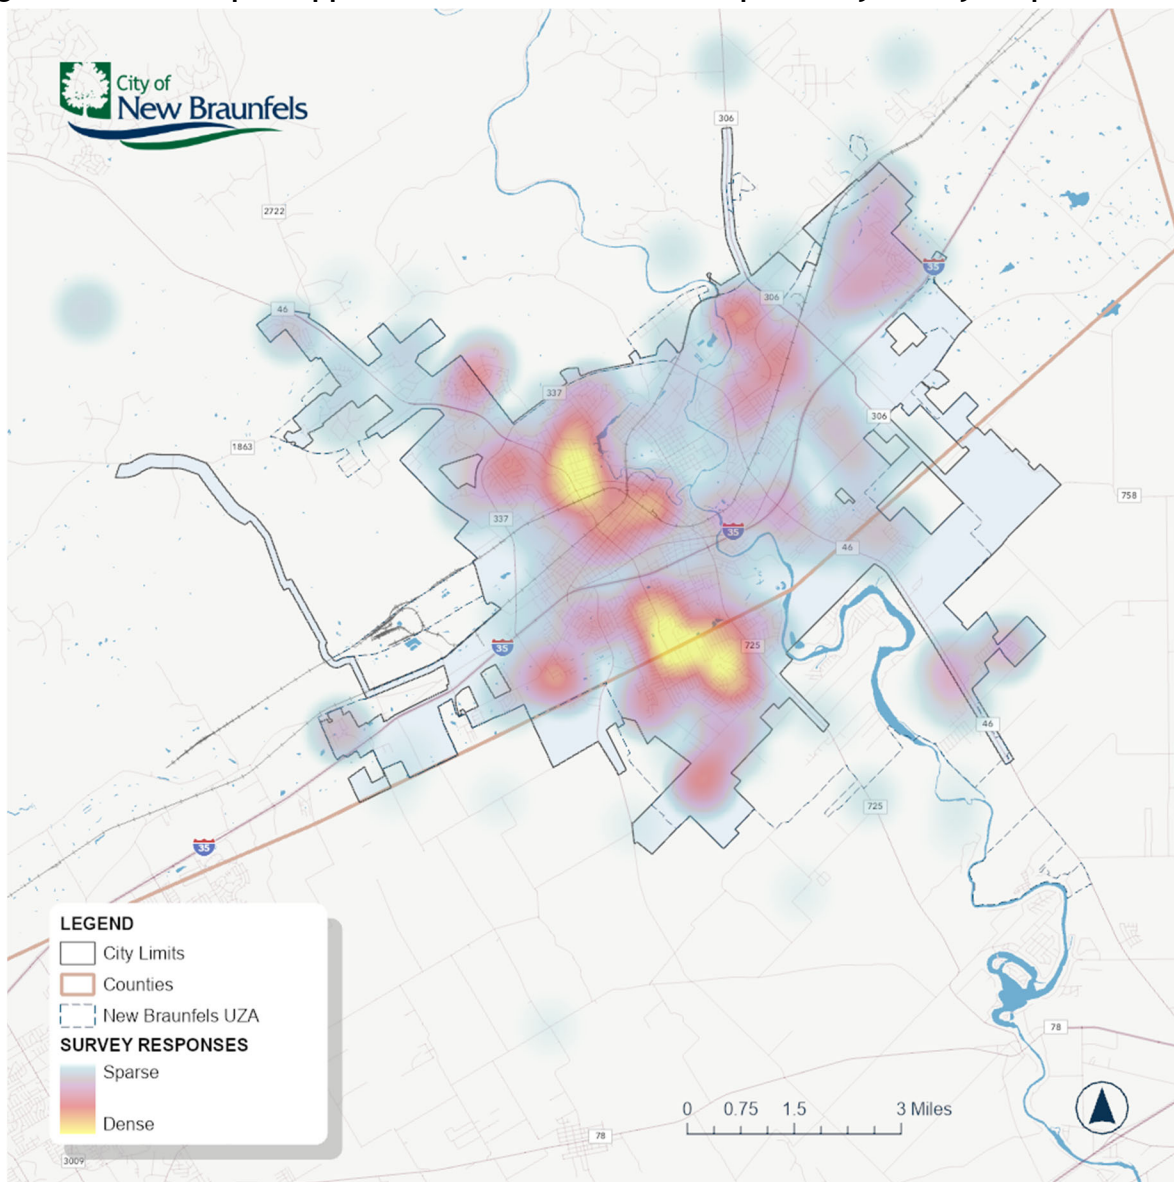 City of
New Braunfels
306
2722
35
46
306
337
306
1863
758
337
35
46
35
725
46
725
35
LEGEND
City Limits
Counties
New Braunfels UZA
SURVEY RESPONSES
Sparse
Dense
78
0 0.75 1.5 3 Miles
78
3009